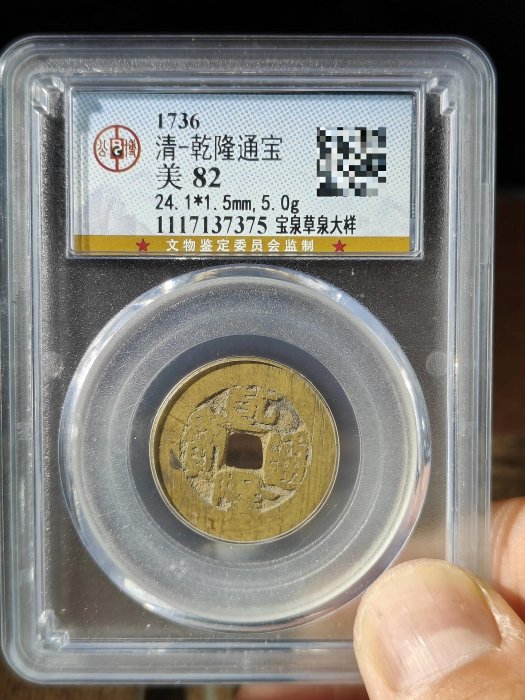 1736
清-乾隆通宝
美 82
24.1*1.5mm,5.0g
1117137375 宝泉草泉大样
★ 文物鉴定委员会监制 ★